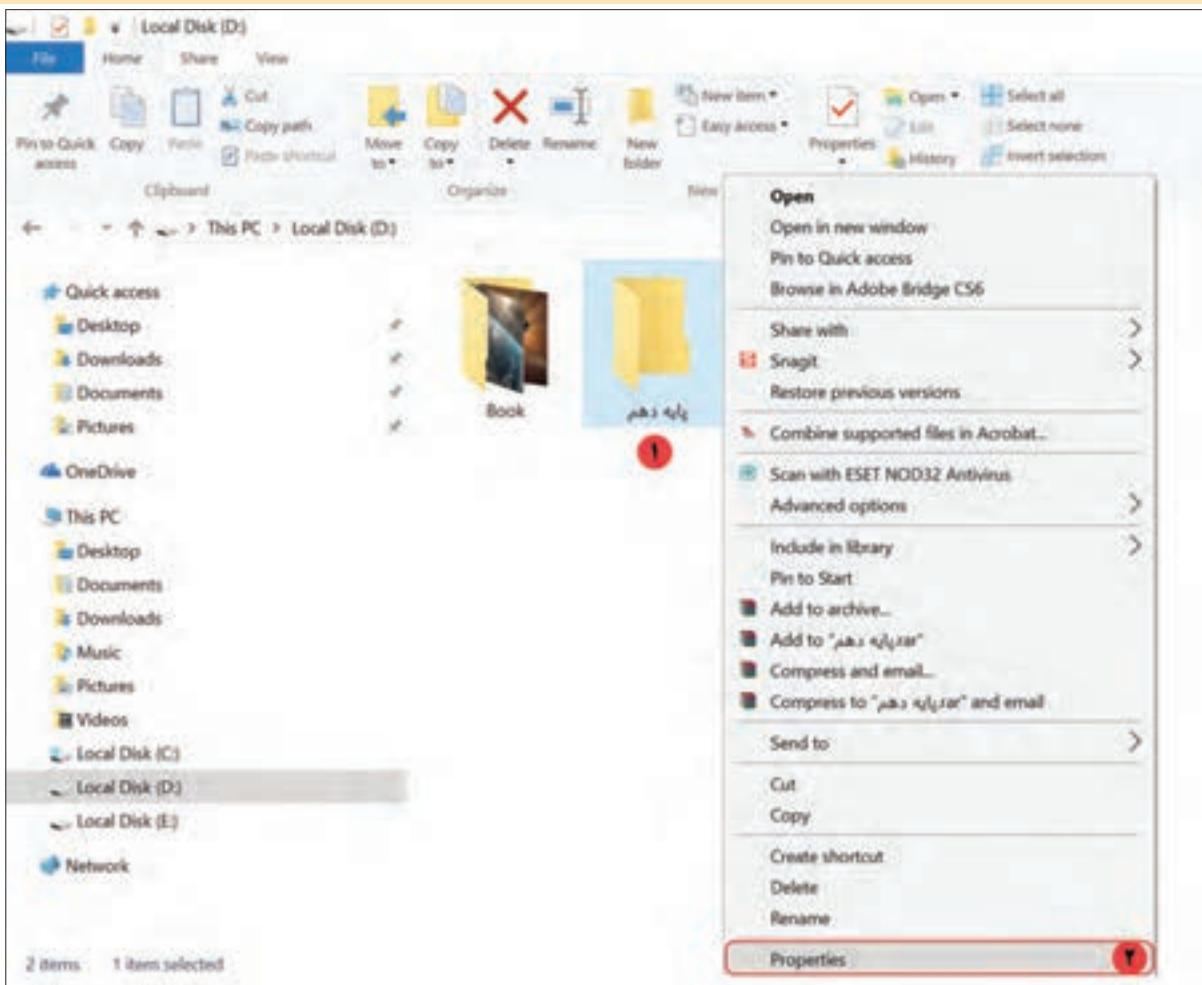 Local Disk (D:)
File Home Share View
Pin to Quick access
Copy
Paste
Cut
Copy path
Paste shortcut
Clipboard
Move to
Copy to
Delete
Rename
Organize
New folder
New item
Easy access
New
Properties
Open
Edit
History
Select all
Select none
Invert selection
This PC > Local Disk (D:)
Quick access
Desktop
Downloads
Documents
Pictures
OneDrive
This PC
Desktop
Documents
Downloads
Music
Pictures
Videos
Local Disk (C:)
Local Disk (D:)
Local Disk (E:)
Network
2 items 1 item selected
Book
پایه دهم
۱
Open
Open in new window
Pin to Quick access
Browse in Adobe Bridge CS6
Share with
Snagit
Restore previous versions
Combine supported files in Acrobat...
Scan with ESET NOD32 Antivirus
Advanced options
Include in library
Pin to Start
Add to archive...
Add to "پایه دهم.rar"
Compress and email...
Compress to "پایه دهم.rar" and email
Send to
Cut
Copy
Create shortcut
Delete
Rename
Properties
۲